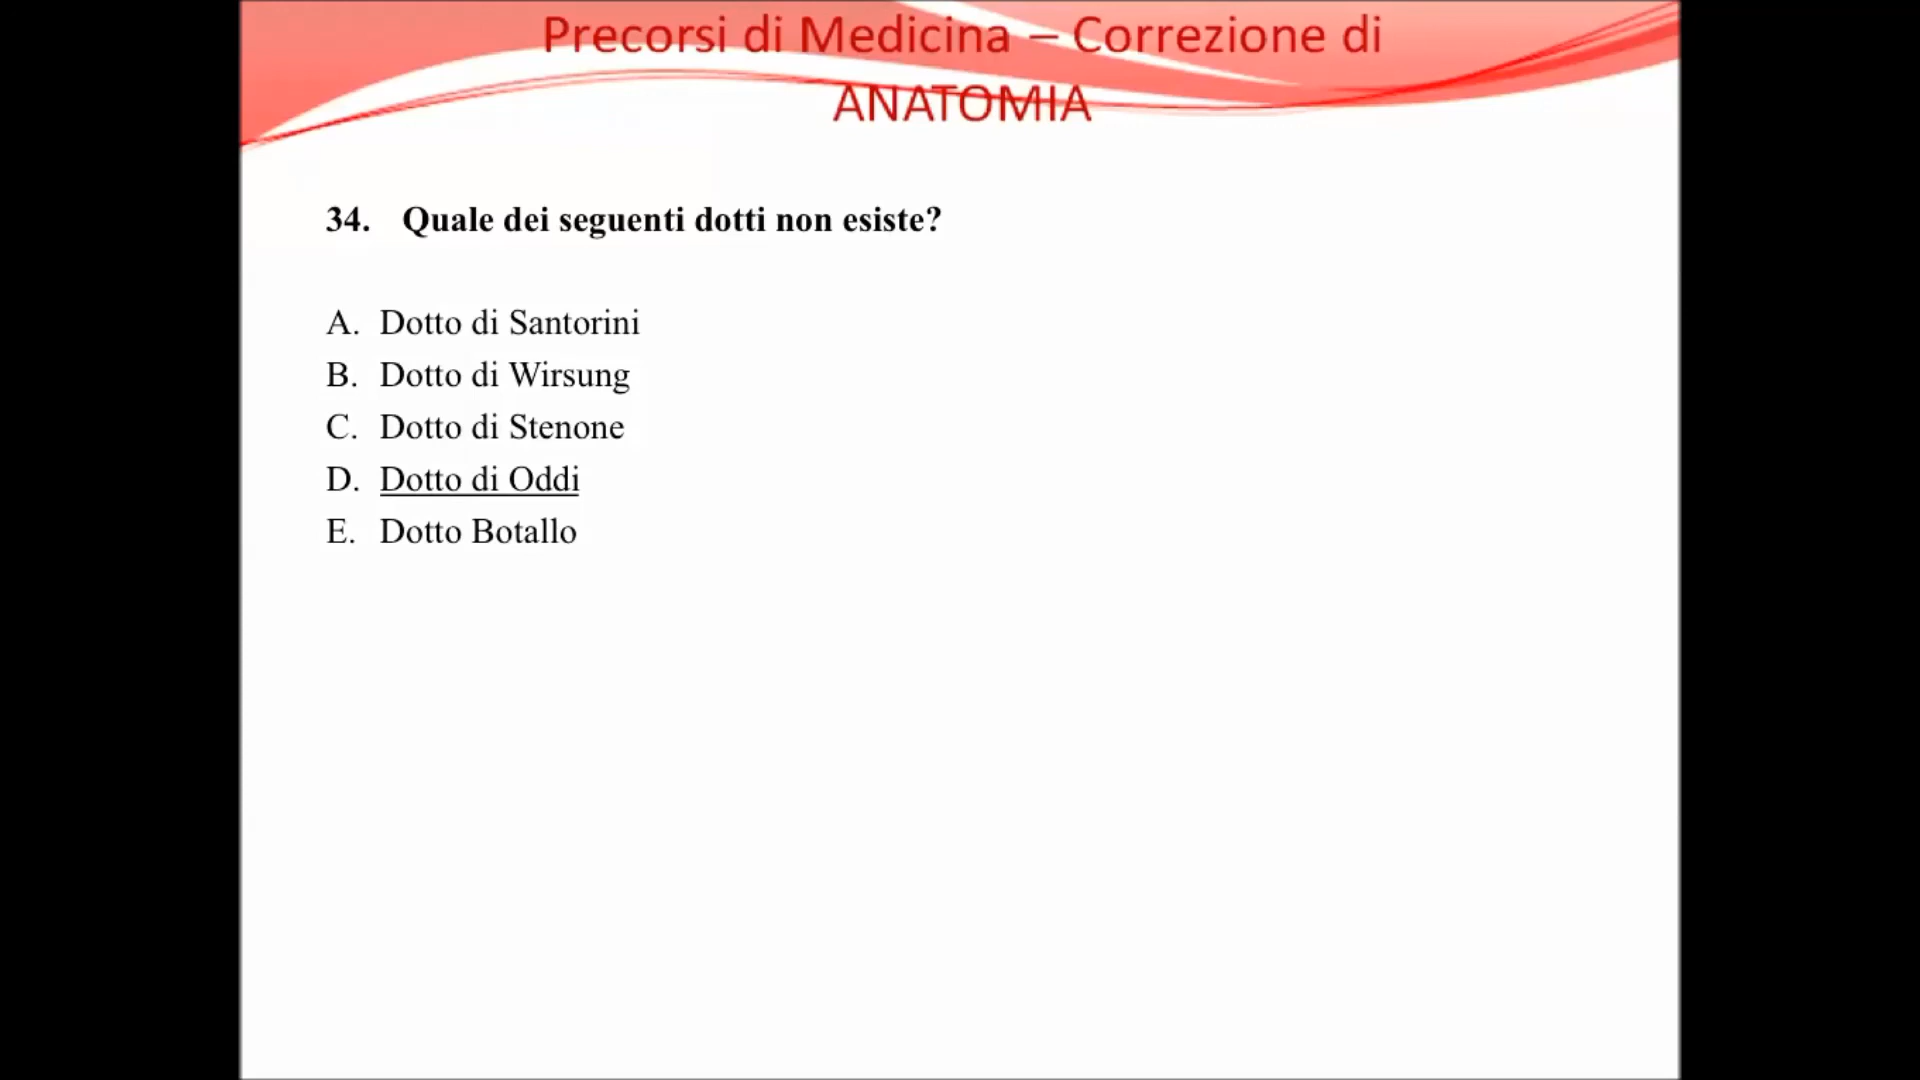 Precorsi di Medicina – Correzione di
ANATOMIA
34. Quale dei seguenti dotti non esiste?
A. Dotto di Santorini
B. Dotto di Wirsung
C. Dotto di Stenone
D. Dotto di Oddi
E. Dotto Botallo